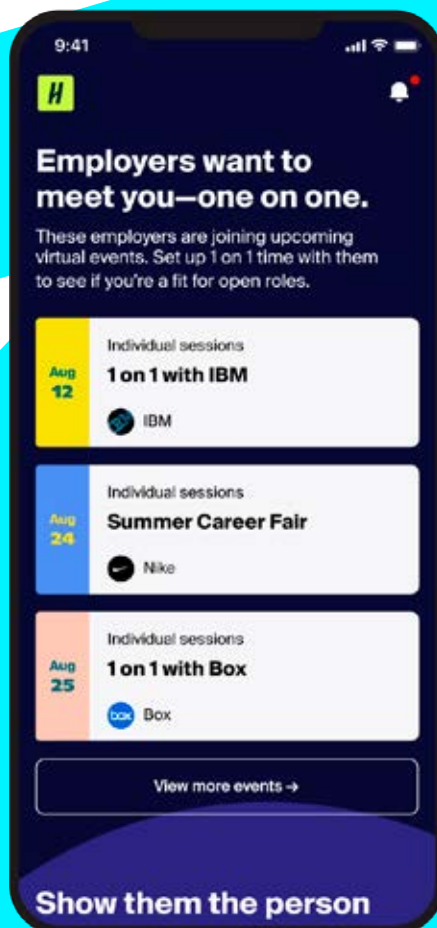 9:41
H
Employers want to
meet you—one on one.
These employers are joining upcoming
virtual events. Set up 1 on 1 time with them
to see if you're a fit for open roles.
Individual sessions
Aug
12
1 on 1 with IBM
IBM
Individual sessions
Aug
24
Summer Career Fair
Nike
Individual sessions
Aug
25
1 on 1 with Box
box
Box
View more events →
Show them the person